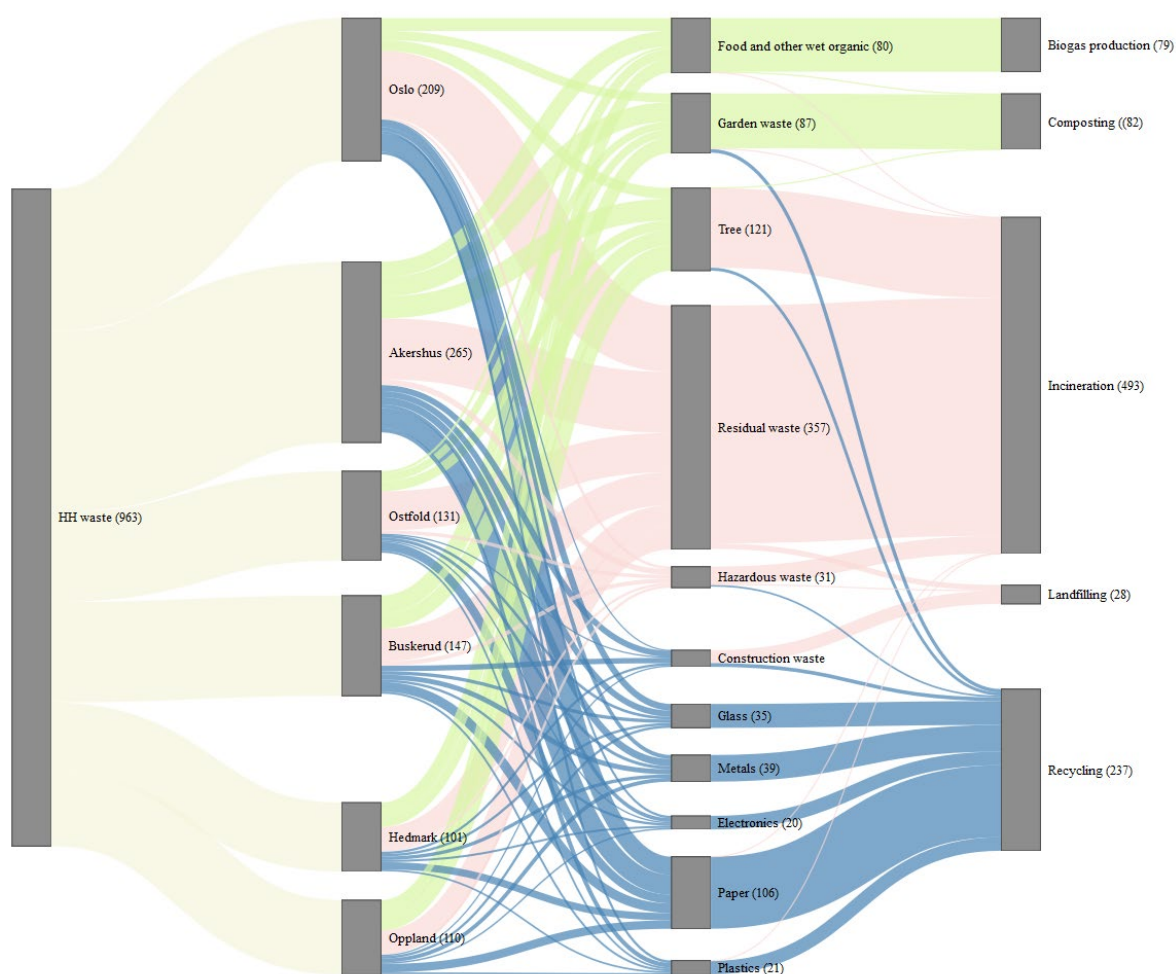 HH waste (963)
Oslo (209)
Akershus (265)
Ostfold (131)
Buskerud (147)
Hedmark (101)
Oppland (110)
Food and other wet organic (80)
Garden waste (87)
Tree (121)
Residual waste (357)
Hazardous waste (31)
Construction waste
Glass (35)
Metals (39)
Electronics (20)
Paper (106)
Plastics (21)
Biogas production (79)
Composting ((82)
Incineration (493)
Landfilling (28)
Recycling (237)